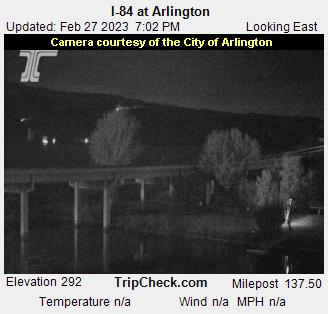 I-84 at Arlington
Updated: Feb 27 2023 7:02 PM Looking East
Camera courtesy of the City of Arlington
Elevation 292 TripCheck.com Milepost 137.50
Temperature n/a Wind n/a MPH n/a